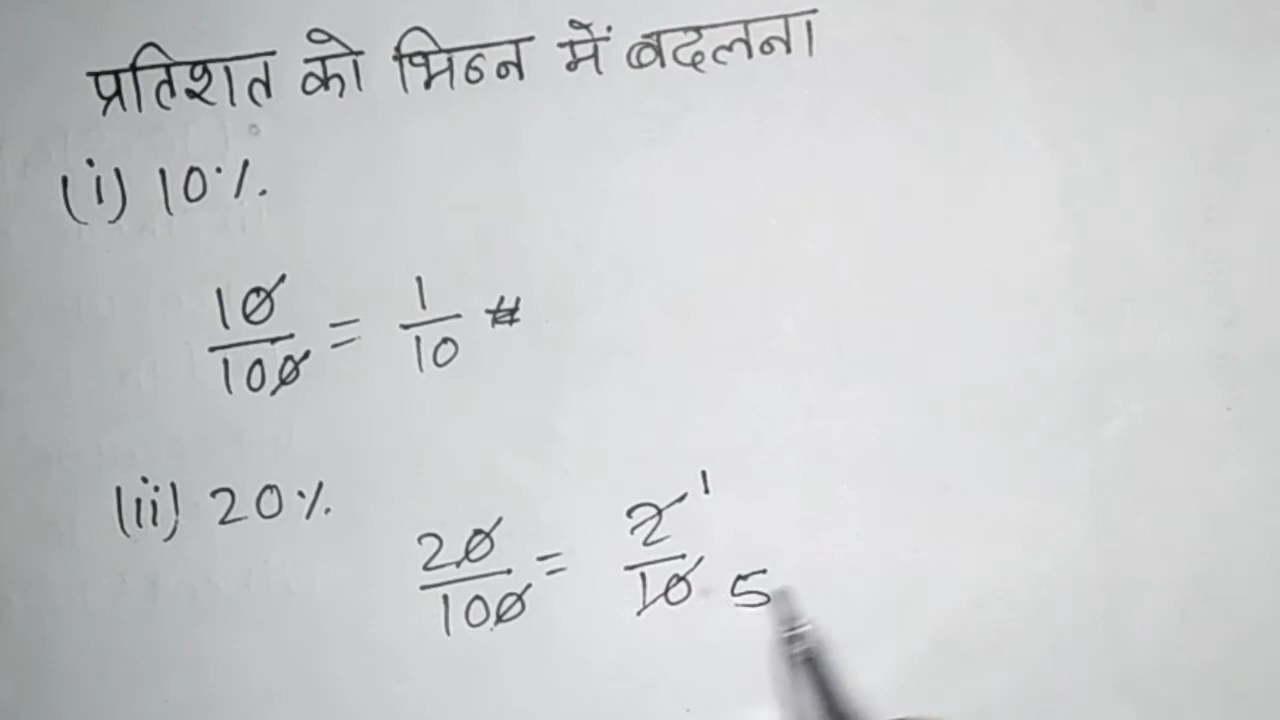 प्रतिशत को भिन्न में बदलना
(i) 10%
10/100 = 1/10 #
(ii) 20%
20/100 = 2/10 1 5